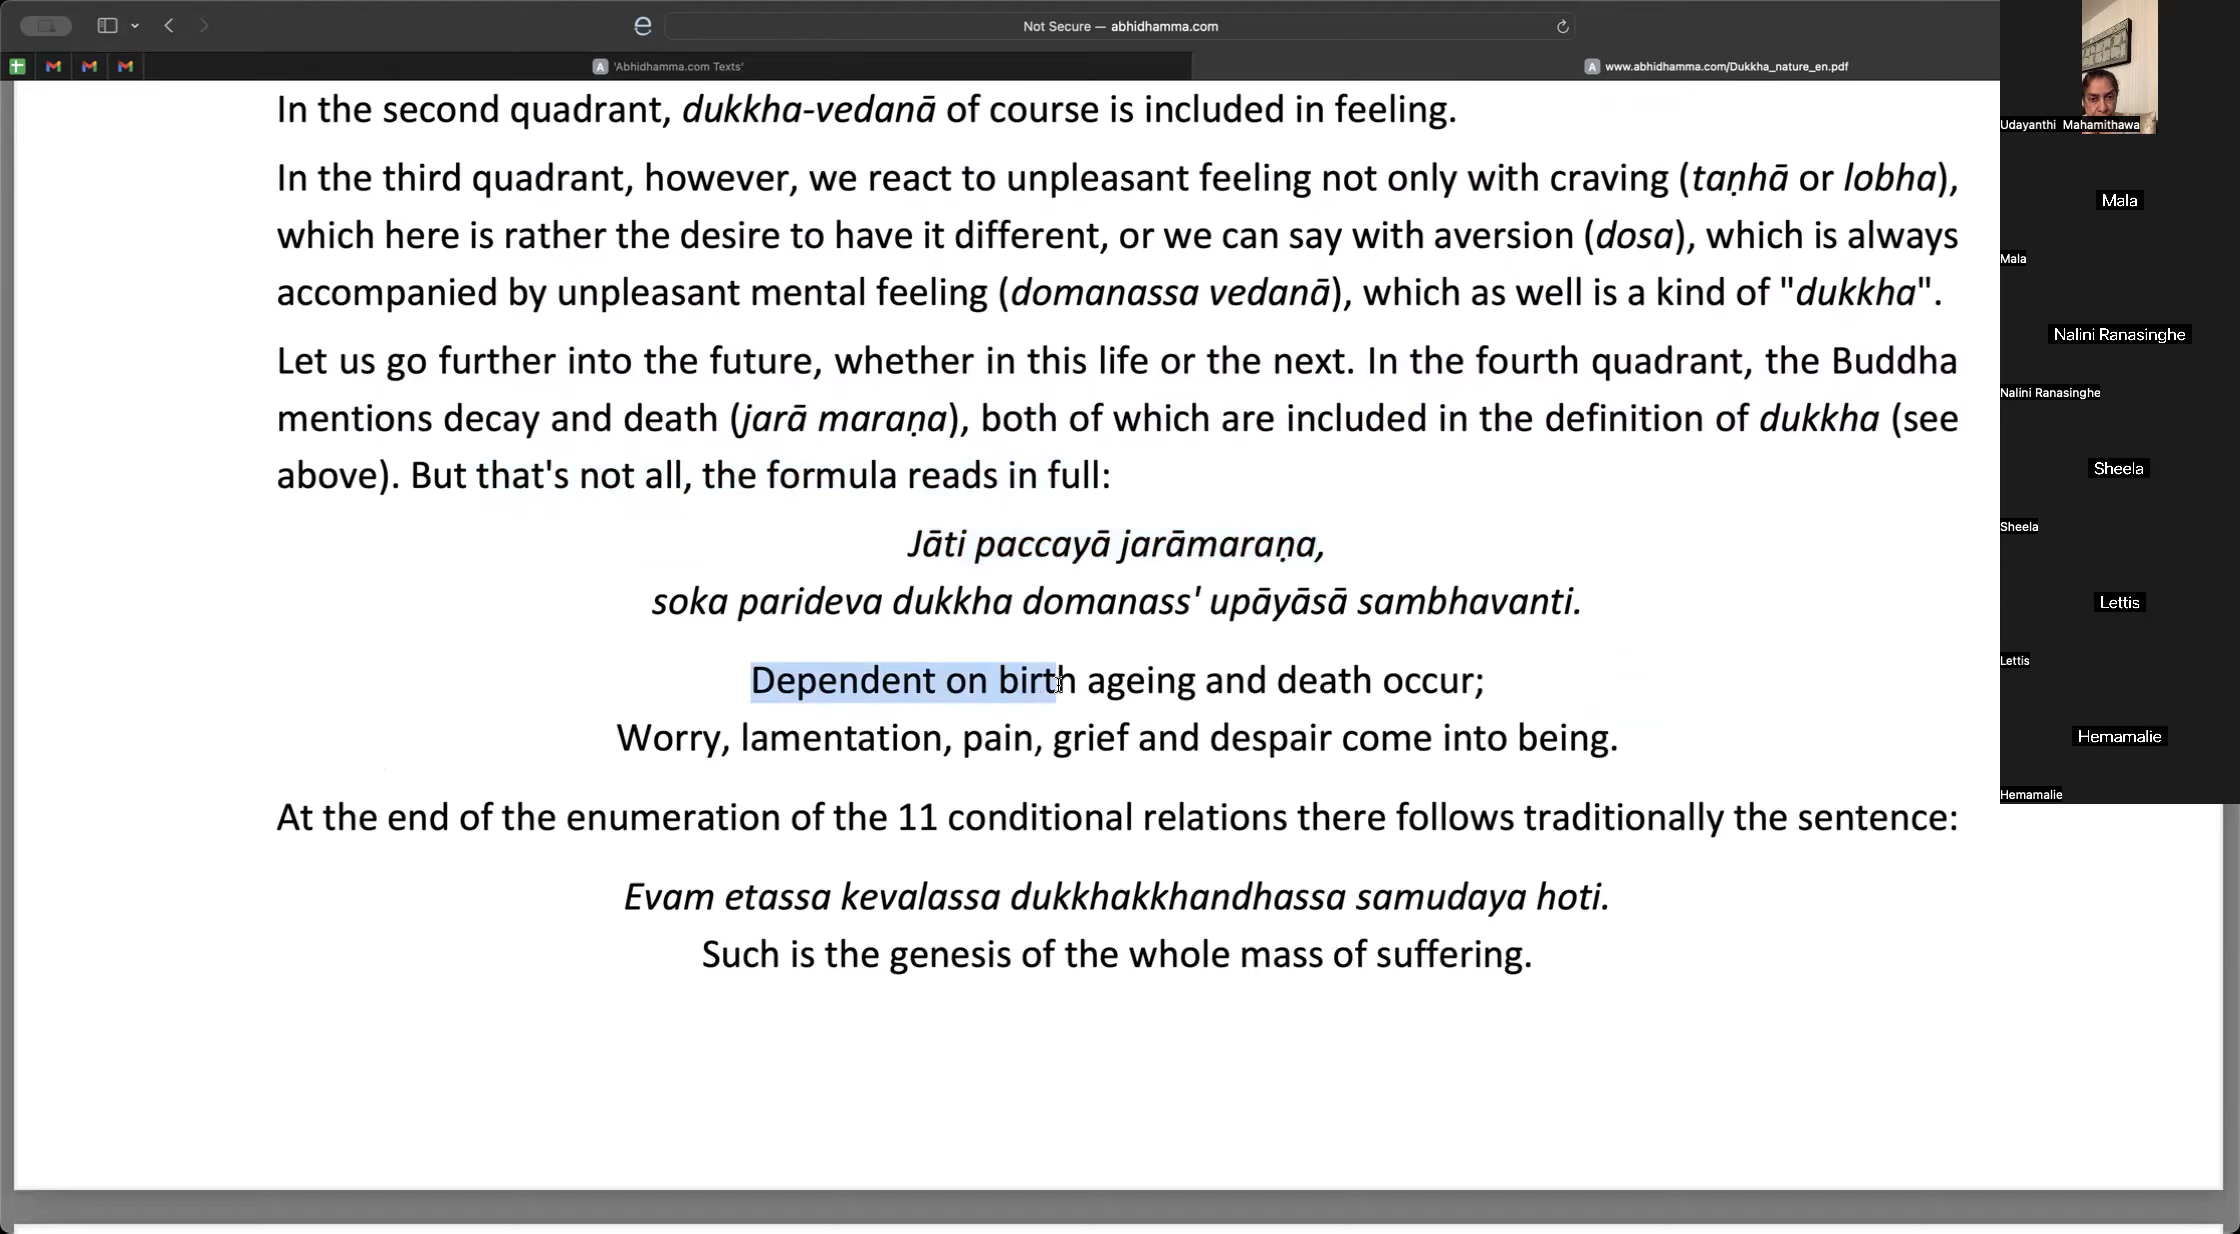 Not Secure — abhidhamma.com
'Abhidhamma.com Texts'
www.abhidhamma.com/Dukkha_nature_en.pdf
In the second quadrant, dukkha-vedanā of course is included in feeling.
In the third quadrant, however, we react to unpleasant feeling not only with craving (taṇhā or lobha),
which here is rather the desire to have it different, or we can say with aversion (dosa), which is always
accompanied by unpleasant mental feeling (domanassa vedanā), which as well is a kind of "dukkha".
Let us go further into the future, whether in this life or the next. In the fourth quadrant, the Buddha
mentions decay and death (jarā maraṇa), both of which are included in the definition of dukkha (see
above). But that's not all, the formula reads in full:
Jāti paccayā jarāmaraṇa,
soka parideva dukkha domanass' upāyāsā sambhavanti.
Dependent on birth ageing and death occur;
Worry, lamentation, pain, grief and despair come into being.
At the end of the enumeration of the 11 conditional relations there follows traditionally the sentence:
Evam etassa kevalassa dukkhakkhandhassa samudaya hoti.
Such is the genesis of the whole mass of suffering.
Udayanthi Mahamithawa
Mala
Mala
Nalini Ranasinghe
Nalini Ranasinghe
Sheela
Sheela
Lettis
Lettis
Hemamalie
Hemamalie